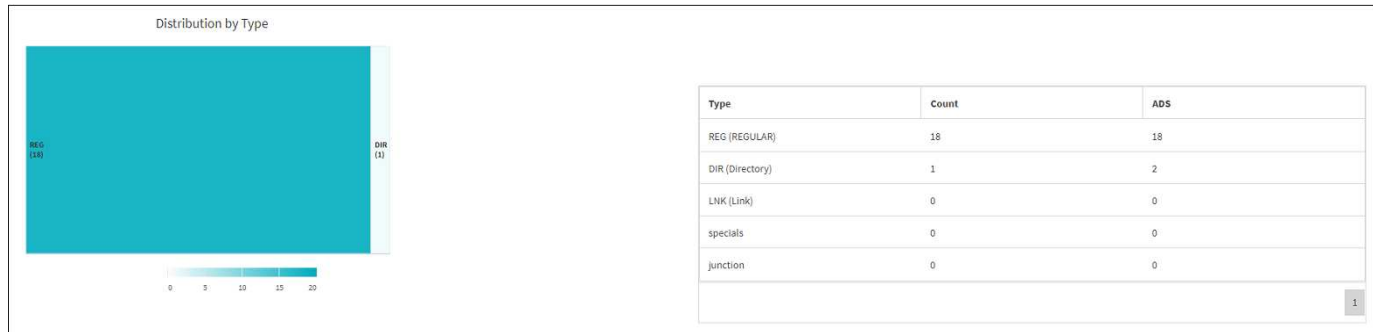 Distribution by Type
REG
(18)
DIR
(1)
0 5 10 15 20
Type Count ADS
REG (REGULAR) 18 18
DIR (Directory) 1 2
LNK (Link) 0 0
specials 0 0
junction 0 0
1